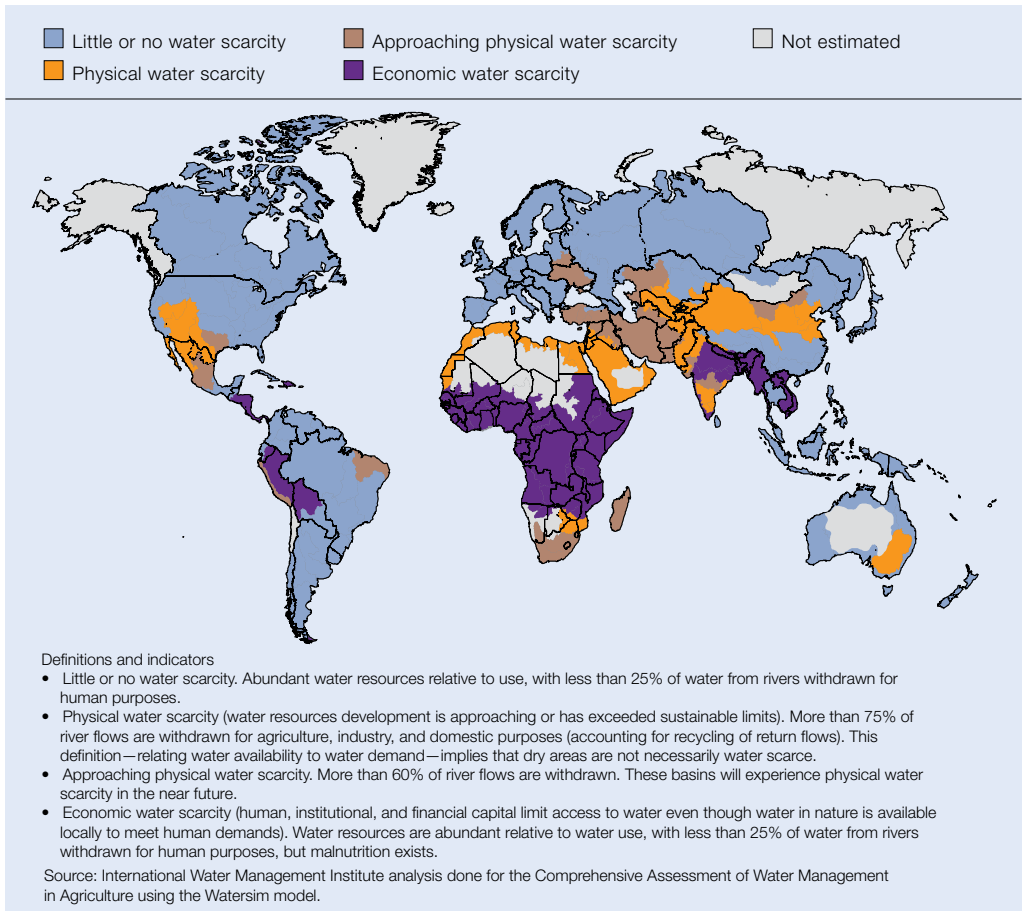 Little or no water scarcity
Approaching physical water scarcity
Not estimated
Physical water scarcity
Economic water scarcity
Definitions and indicators
• Little or no water scarcity. Abundant water resources relative to use, with less than 25% of water from rivers withdrawn for
human purposes.
• Physical water scarcity (water resources development is approaching or has exceeded sustainable limits). More than 75% of
river flows are withdrawn for agriculture, industry, and domestic purposes (accounting for recycling of return flows). This
definition—relating water availability to water demand—implies that dry areas are not necessarily water scarce.
• Approaching physical water scarcity. More than 60% of river flows are withdrawn. These basins will experience physical water
scarcity in the near future.
• Economic water scarcity (human, institutional, and financial capital limit access to water even though water in nature is available
locally to meet human demands). Water resources are abundant relative to water use, with less than 25% of water from rivers
withdrawn for human purposes, but malnutrition exists.
Source: International Water Management Institute analysis done for the Comprehensive Assessment of Water Management
in Agriculture using the Watersim model.